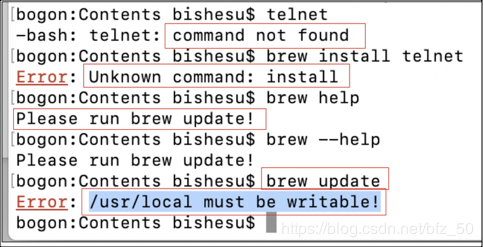 [bogon:Contents bishesu$ telnet
-bash: telnet: command not found
[bogon:Contents bishesu$ brew install telnet
Error: Unknown command: install
[bogon:Contents bishesu$ brew help
Please run brew update!
[bogon:Contents bishesu$ brew --help
Please run brew update!
[bogon:Contents bishesu$ brew update
Error: /usr/local must be writable!
bogon:Contents bishesu$
https://blog.csdn.net/bfz_50